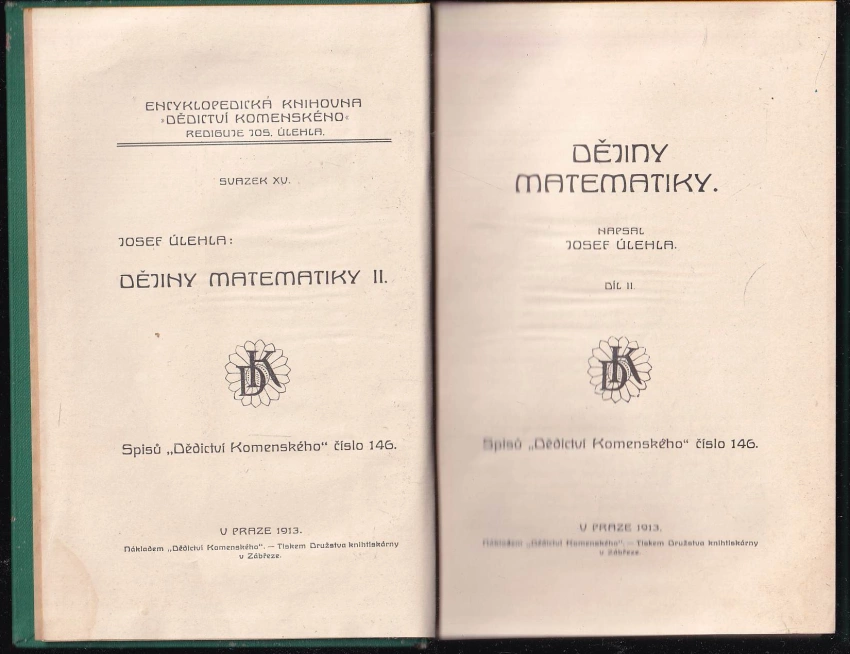 ENCYKLOPEDICKÁ KNIHOVNA
»DĚDICTVÍ KOMENSKÉHO«
REDIGUJE JOS. ÚLEHLA.
SVAZEK XV.
JOSEF ÚLEHLA:
DĚJINY MATEMATIKY II.
DK
Spisů „Dědictví Komenského“ číslo 146.
V PRAZE 1913.
Nákladem „Dědictví Komenského“. — Tiskem Družstva knihtiskárny
v Zábřeze.
DĚJINY
MATEMATIKY.
NAPSAL
JOSEF ÚLEHLA.
DÍL II.
DK
Spisů „Dědictví Komenského“ číslo 146.
V PRAZE 1913.
Nákladem „Dědictví Komenského“. — Tiskem Družstva knihtiskárny
v Zábřeze.